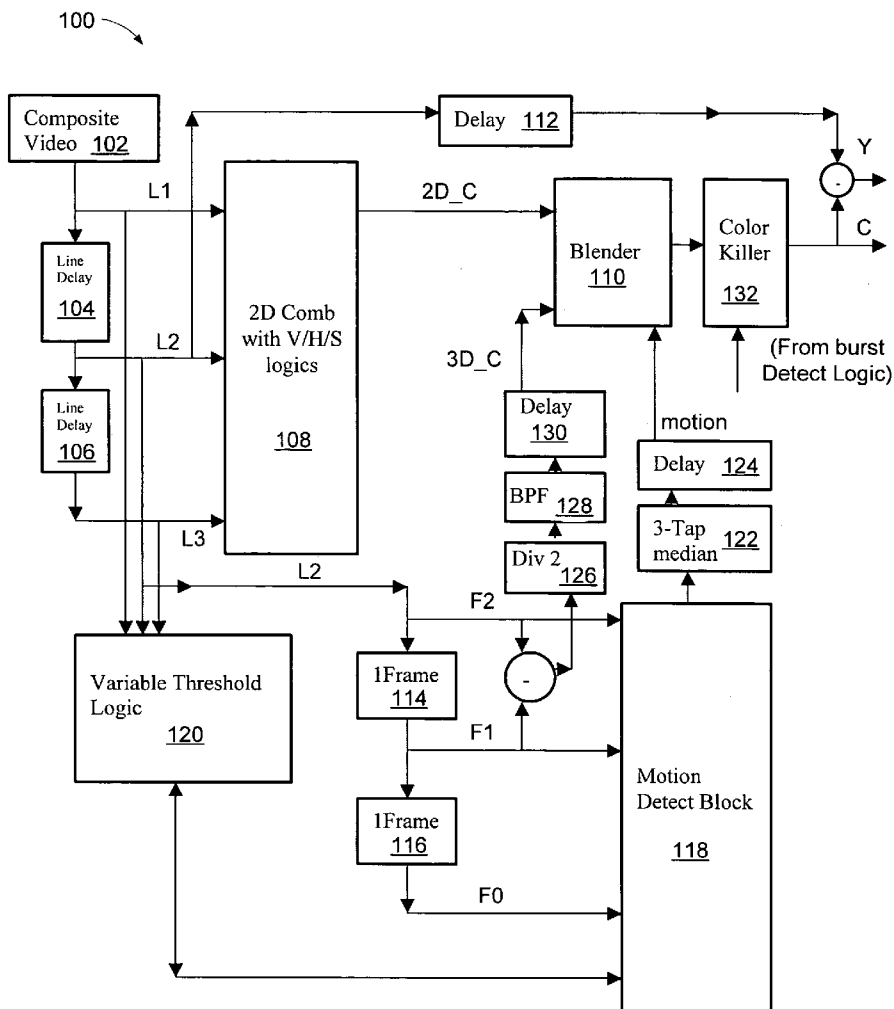 100
Composite
Video 102
Delay 112
Y
L1
2D_C
C
Line
Delay
104
2D Comb
with V/H/S
logics
108
Blender
110
Color
Killer
132
L2
3D_C
(From burst
Detect Logic)
Line
Delay
106
Delay
130
motion
Delay 124
BPF
128
3-Tap
median 122
L3
Div 2
126
L2
F2
Variable Threshold
Logic
120
1Frame
114
-
-
F1
Motion
Detect Block
118
1Frame
116
F0